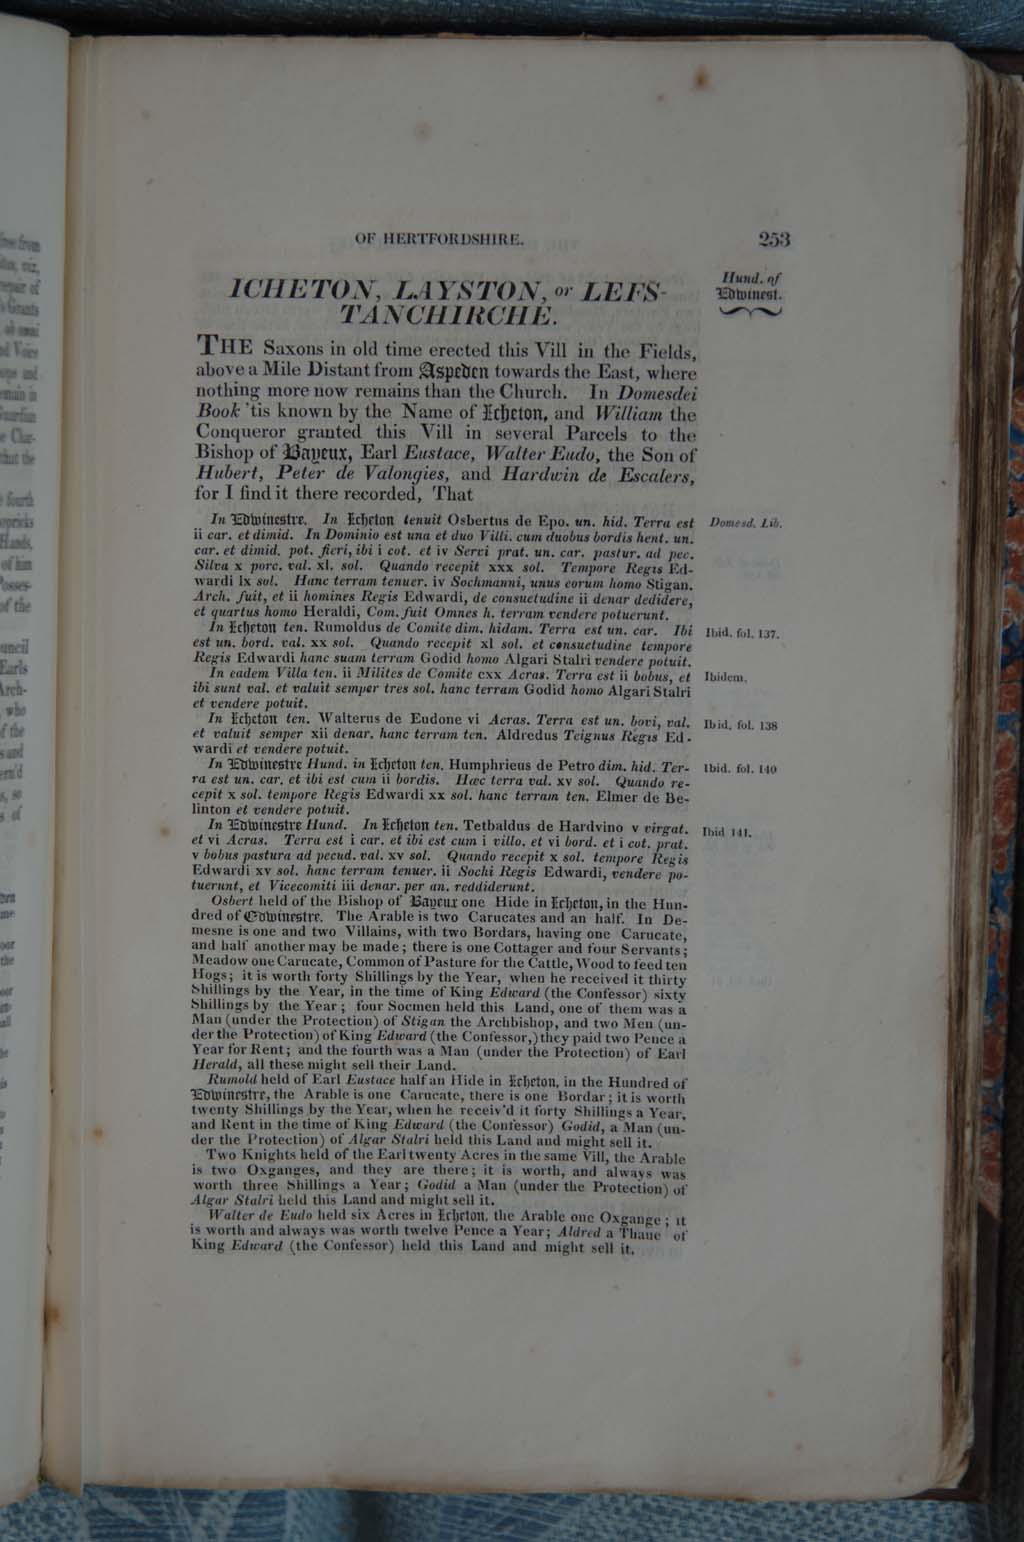 OF HERTFORDSHIRE. 253
Hund. of
Edwinest.
ICHETON, LAYSTON, or LEFS-
TANCHIRCHE.
THE Saxons in old time erected this Vill in the Fields,
above a Mile Distant from Aspeden towards the East, where
nothing more now remains than the Church. In Domesdei
Book 'tis known by the Name of Icheton, and William the
Conqueror granted this Vill in several Parcels to the
Bishop of Bayeux, Earl Eustace, Walter Eudo, the Son of
Hubert, Peter de Valongies, and Hardwin de Escalers,
for I find it there recorded, That
In Edwinestre. In Icheton tenuit Osbertus de Epo. un. hid. Terra est
Domesd. Lib.
ii car. et dimid. In Dominio est una et duo Villi. cum duobus bordis hent. un.
car. et dimid. pot. fieri, ibi i cot. et iv Servi prat. un. car. pastur. ad pec.
Silva x porc. val. xl. sol. Quando recepit xxx sol. Tempore Regis Ed-
wardi lx sol. Hanc terram tenuer. iv Sochmanni, unus eorum homo Stigan.
Arch. fuit, et ii homines Regis Edwardi, de consuetudine ii denar dedidere,
et quartus homo Heraldi, Com. fuit Omnes h. terram vendere poluerunt.
In Icheton ten. Rumoldus de Comite dim. hidam. Terra est un. car. Ibi
Ibid. fol. 137.
est un. bord. val. xx sol. Quando recepit xl sol. et consuetudine tempore
Regis Edwardi hanc suam terram Godid homo Algari Stalri vendere potuit.
In eadem Villa ten. ii Milites de Comite cxx Acras. Terra est ii bobus, et
Ibidem.
ibi sunt val. et valuit semper tres sol. hanc terram Godid homo Algari Stalri
et vendere potuit.
In Icheton ten. Walterus de Eudone vi Acras. Terra est un. bovi, val.
Ibid. fol. 138
et valuit semper xii denar. hanc terram ten. Aldredus Teignus Regis Ed-
wardi et vendere potuit.
In Edwinestre Hund. in Icheton ten. Humphrieus de Petro dim. hid. Ter-
Ibid. fol. 140
ra est un. car. et ibi est cum ii bordis. Hæc terra val. xv sol. Quando re-
cepit x sol. tempore Regis Edwardi xx sol. hanc terram ten. Elmer de Be-
linton et vendere potuit.
In Edwinestre Hund. In Icheton ten. Tetbaldus de Hardvino v virgat.
Ibid 141.
et vi Acras. Terra est i car. et ibi est cum i villo. et vi bord. et i cot. prat.
v bobus pastura ad pecud. val. xv sol. Quando recepit x sol. tempore Regis
Edwardi xv sol. hanc terram tenuer. ii Sochi Regis Edwardi, vendere po-
tuerunt, et Vicecomiti iii denar. per an. reddiderunt.
Osbert held of the Bishop of Bayeux one Hide in Icheton, in the Hun-
dred of Edwinestre. The Arable is two Carucates and an half. In De-
mesne is one and two Villains, with two Bordars, having one Carucate,
and half another may be made; there is one Cottager and four Servants;
Meadow one Carucate, Common of Pasture for the Cattle, Wood to feed ten
Hogs; it is worth forty Shillings by the Year, when he received it thirty
Shillings by the Year, in the time of King Edward (the Confessor) sixty
Shillings by the Year; four Socmen held this Land, one of them was a
Man (under the Protection) of Stigan the Archbishop, and two Men (un-
der the Protection) of King Edward (the Confessor,) they paid two Pence a
Year for Rent; and the fourth was a Man (under the Protection) of Earl
Herald, all these might sell their Land.
Rumold held of Earl Eustace half an Hide in Icheton, in the Hundred of
Edwinestre, the Arable is one Carucate, there is one Bordar; it is worth
twenty Shillings by the Year, when he receiv'd it forty Shillings a Year,
and Rent in the time of King Edward (the Confessor) Godid, a Man (un-
der the Protection) of Algar Stalri held this Land and might sell it.
Two Knights held of the Earl twenty Acres in the same Vill, the Arable
is two Oxganges, and they are there; it is worth, and always was
worth three Shillings a Year; Godid a Man (under the Protection) of
Algar Stalri held this Land and might sell it.
Walter de Eudo held six Acres in Icheton, the Arable one Oxgange; it
is worth and always was worth twelve Pence a Year; Aldred a Thane of
King Edward (the Confessor) held this Land and might sell it.